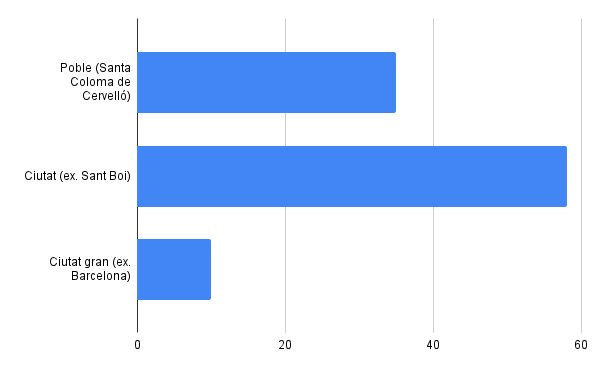 Poble (Santa
Coloma de
Cervelló)
Ciutat (ex. Sant Boi)
Ciutat gran (ex.
Barcelona)
0
20
40
60